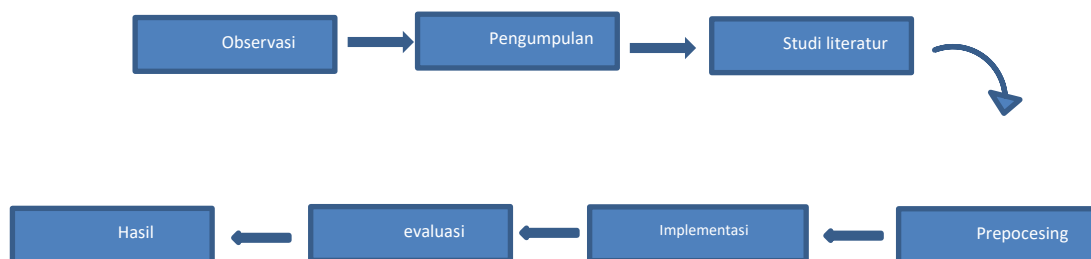 Observasi
Pengumpulan
Studi literatur
Prepocesing
Implementasi
evaluasi
Hasil